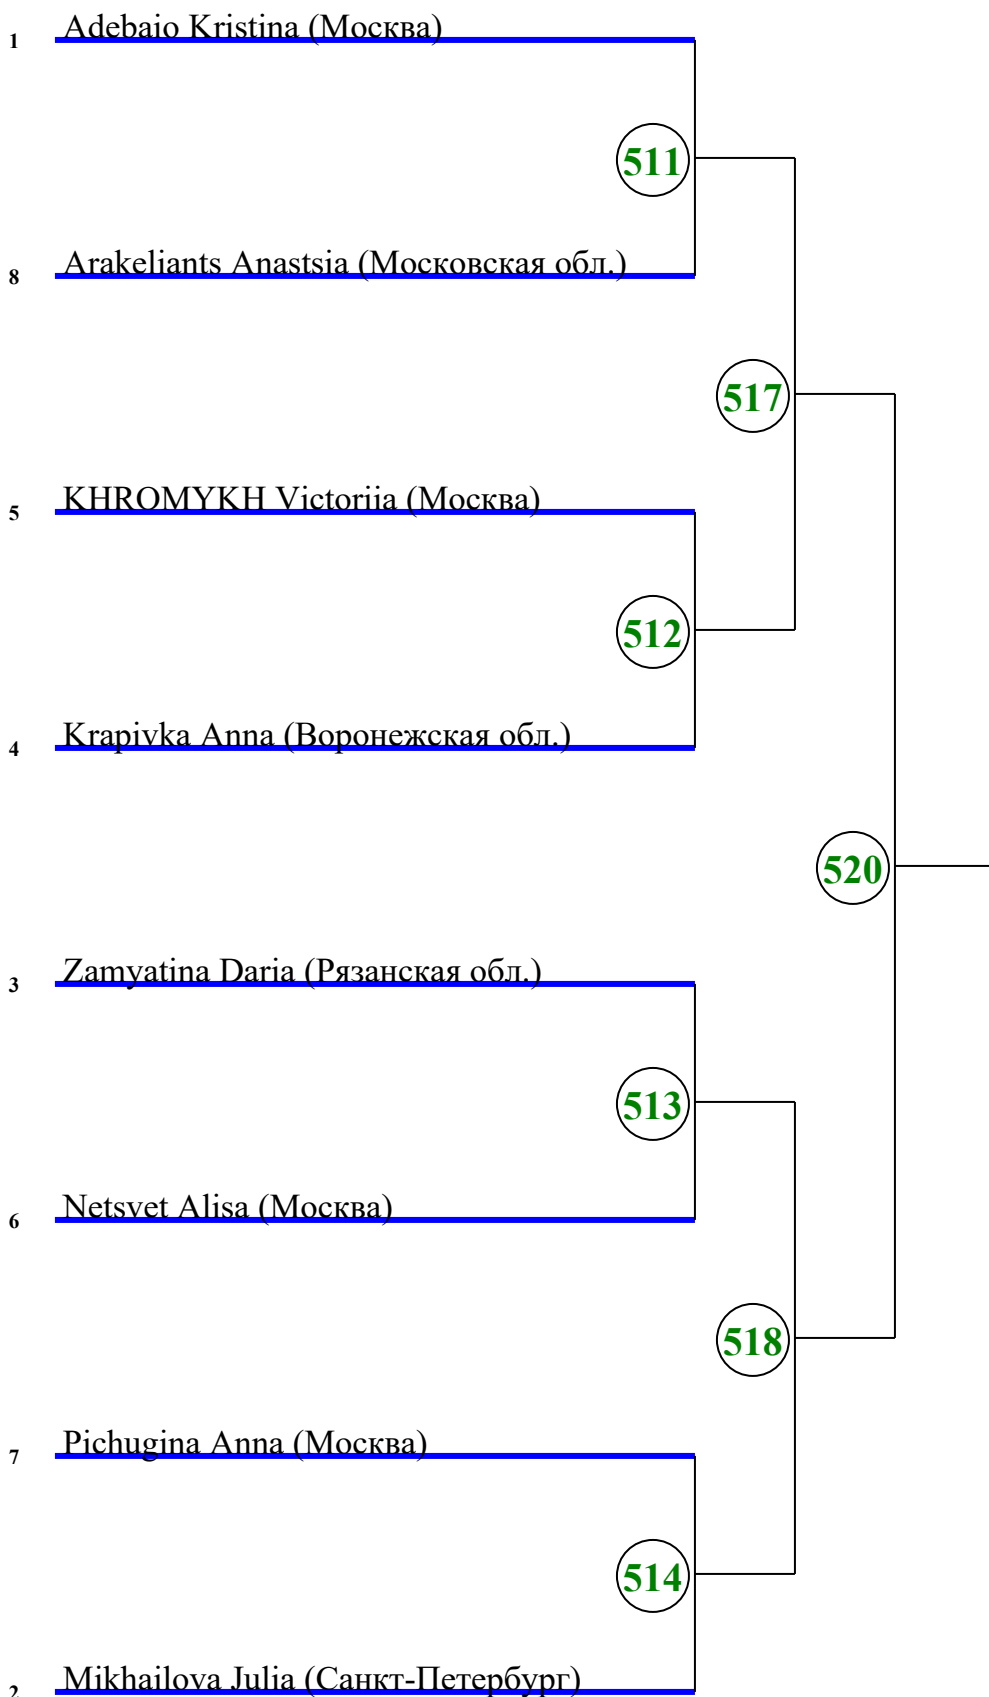 Adebaio Kristina (Москва)
1
511
Arakeliants Anastsia (Московская обл.)
8
517
KHROMYKH Victoriia (Москва)
5
512
Krapivka Anna (Воронежская обл.)
4
520
Zamyatina Daria (Рязанская обл.)
3
513
Netsvet Alisa (Москва)
6
518
Pichugina Anna (Москва)
7
514
Mikhailova Julia (Санкт-Петербург)
2